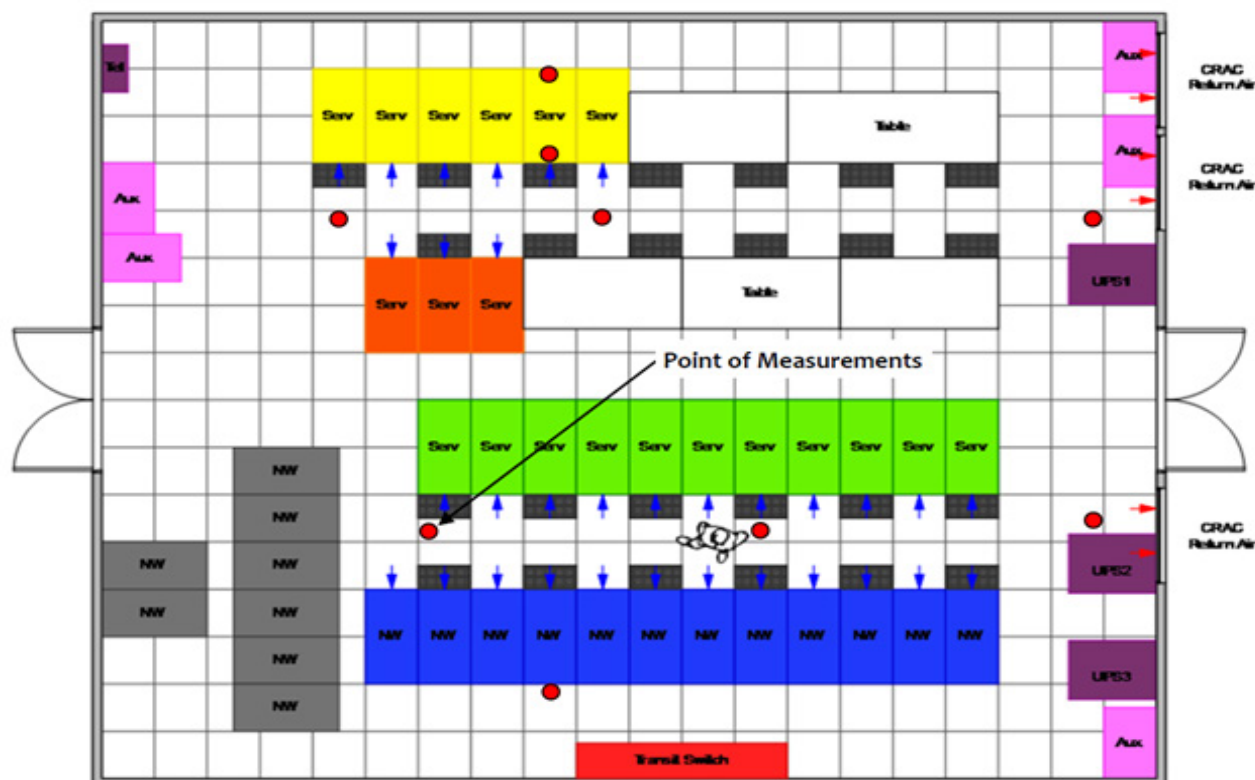 Tel
Aux
CRAC
Return Air
Serv Serv Serv Serv Serv Serv
Table
Aux
CRAC
Return Air
Aux
Aux
UPS1
Serv Serv Serv
Table
Point of Measurements
Serv Serv Serv Serv Serv Serv Serv Serv Serv Serv Serv
NW
NW
CRAC
Return Air
NW
NW
UPS2
NW
NW
NW NW NW NW NW NW NW NW NW NW NW NW
NW
UPS3
NW
Aux
Transit Switch